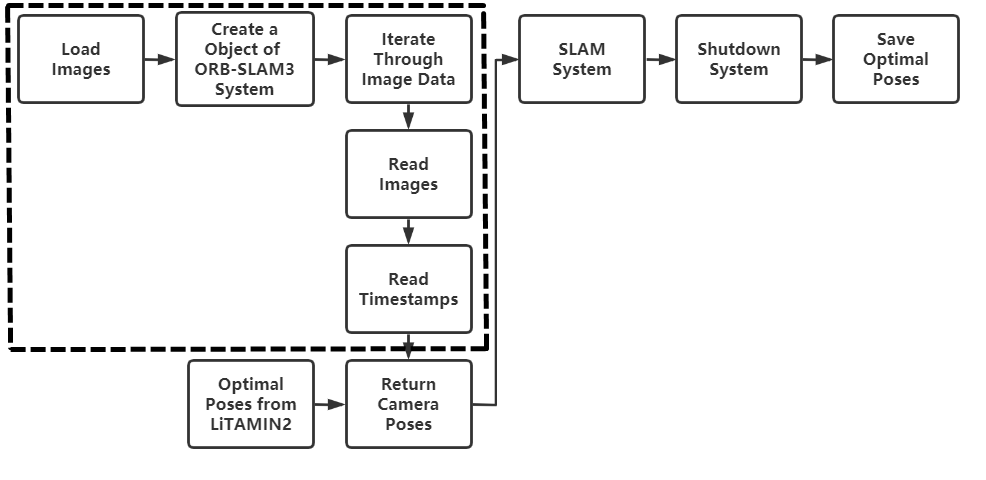 Load
Images
Create a
Object of
ORB-SLAM3
System
Iterate
Through
Image Data
SLAM
System
Shutdown
System
Save
Optimal
Poses
Read
Images
Read
Timestamps
Optimal
Poses from
LiTAMIN2
Return
Camera
Poses